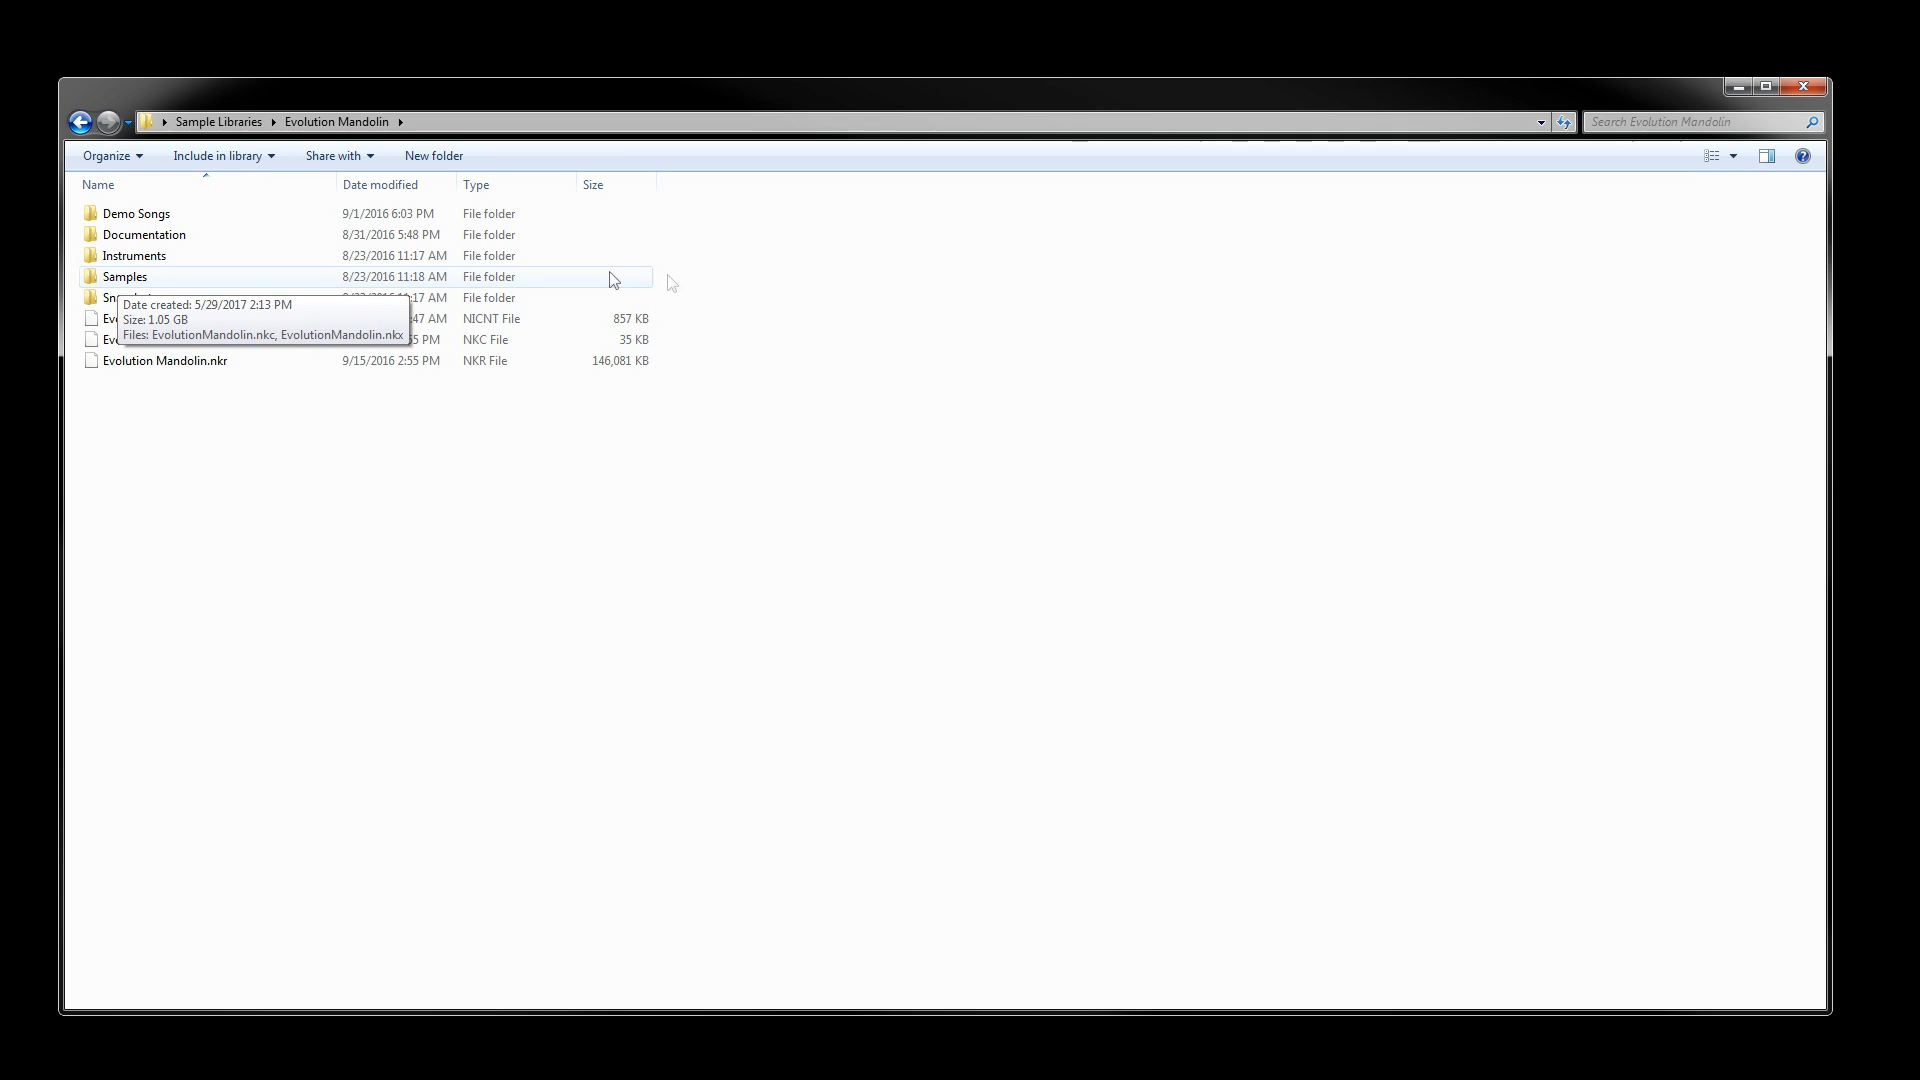 Sample Libraries Evolution Mandolin
Search Evolution Mandolin
Organize Include in library Share with New folder
Name Date modified Type Size
Demo Songs 9/1/2016 6:03 PM File folder
Documentation 8/31/2016 5:48 PM File folder
Instruments 8/23/2016 11:17 AM File folder
Samples 8/23/2016 11:18 AM File folder
File folder
NICNT File 857 KB
NKC File 35 KB
Date created: 5/29/2017 2:13 PM
Size: 1.05 GB
Files: EvolutionMandolin.nkc, EvolutionMandolin.nkx
Evolution Mandolin.nkr 9/15/2016 2:55 PM NKR File 146,081 KB